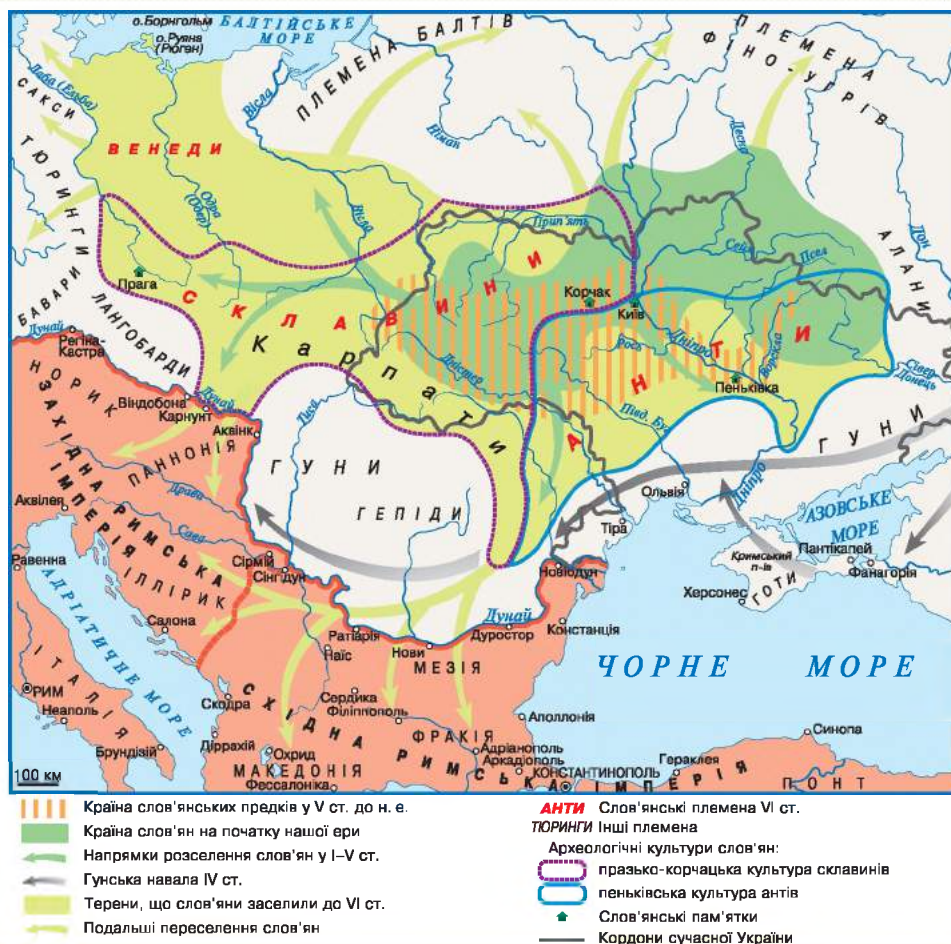 о.Борнгольм
БАЛТІЙСЬКЕ
МОРЕ
о.Руяна
(Рюген)
ПЛЕМЕНА БАЛТІВ
ПЛЕМЕНА
ФІНО-УГРІВ
Лаба (Ельба)
САКСИ
Вісла
Німан
Десна
ТЮРИНГИ
ВЕНЕДИ
Одра
(Одер)
Вісла
Прип'ять
Дон
Сейм
Псел
АЛАНИ
Прага
СКЛАВИНИ
Корчак
Київ
БАВАРИ
ЛАНГОБАРДИ
Карпати
Дністер
рось
Дніпро
Ворскла
АНТИ
Дунай
Регіна-
Кастра
Пеньківка
Сівер.
Донець
НОРИК
Дунай
Тиса
Півд. Буг
Віндобона
Карнунт
Аквінк
ГУНИ
ГУНИ
ПАННОНІЯ
ГЕПІДИ
Ольвія
Дніпро
ЗАХІДНА РИМСЬКА
ІМПЕРІЯ
Аквілея
Драва
Тіра
АЗОВСЬКЕ
МОРЕ
Сава
Равенна
Сірмій
Сінгідун
Новіодун
Кримський
п-ів
Пантікапей
Фанагорія
ГОТИ
Херсонес
ІЛЛІРИК
АДРІАТИЧНЕ МОРЕ
Салона
Дунай
Ратіарія
Дуростор
Констанція
Наїс
Нови
МЕЗІЯ
ЧОРНЕ МОРЕ
ІТАЛІЯ
РИМ
Неаполь
Скодра
Сердика
Філіппополь
Аполлонія
СХІДНА РИМСЬКА ІМПЕРІЯ
ФРАКІЯ
Синопа
Брундізій
Діррахій
Охрид
Адріанополь
Аркадіополь
Гераклея
МАКЕДОНІЯ
Фессалоніка
КОНСТАНТИНОПОЛЬ
ПОНТ
100 км
Країна слов'янських предків у V ст. до н. е.
Країна слов'ян на початку нашої ери
Напрямки розселення слов'ян у I–V ст.
Гунська навала IV ст.
Терени, що слов'яни заселили до VI ст.
Подальші переселення слов'ян
АНТИ Слов'янські племена VI ст.
ТЮРИНГИ Інші племена
Археологічні культури слов'ян:
празько-корчацька культура склавинів
пеньківська культура антів
Слов'янські пам'ятки
Кордони сучасної України